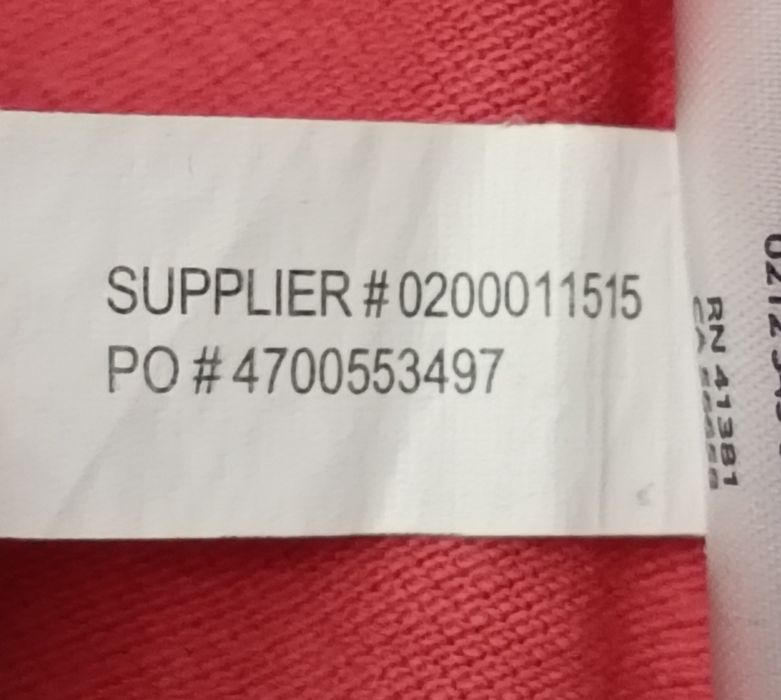 SUPPLIER # 0200011515
PO # 4700553497
RN 41381